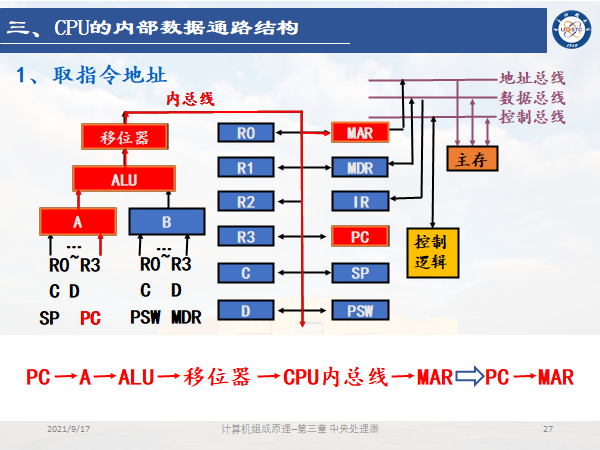 三、CPU的内部数据通路结构
1、取指令地址
内总线
地址总线
数据总线
控制总线
移位器
R0
MAR
主存
ALU
R1
MDR
R2
IR
A
B
R3
PC
控制
逻辑
... ...
R0~R3 R0~R3
C D C D
C
SP
SP PC PSW MDR
D
PSW
PC→A→ALU→移位器→CPU内总线→MAR⇨PC→MAR
2021/9/17 计算机组成原理--第三章 中央处理器 27